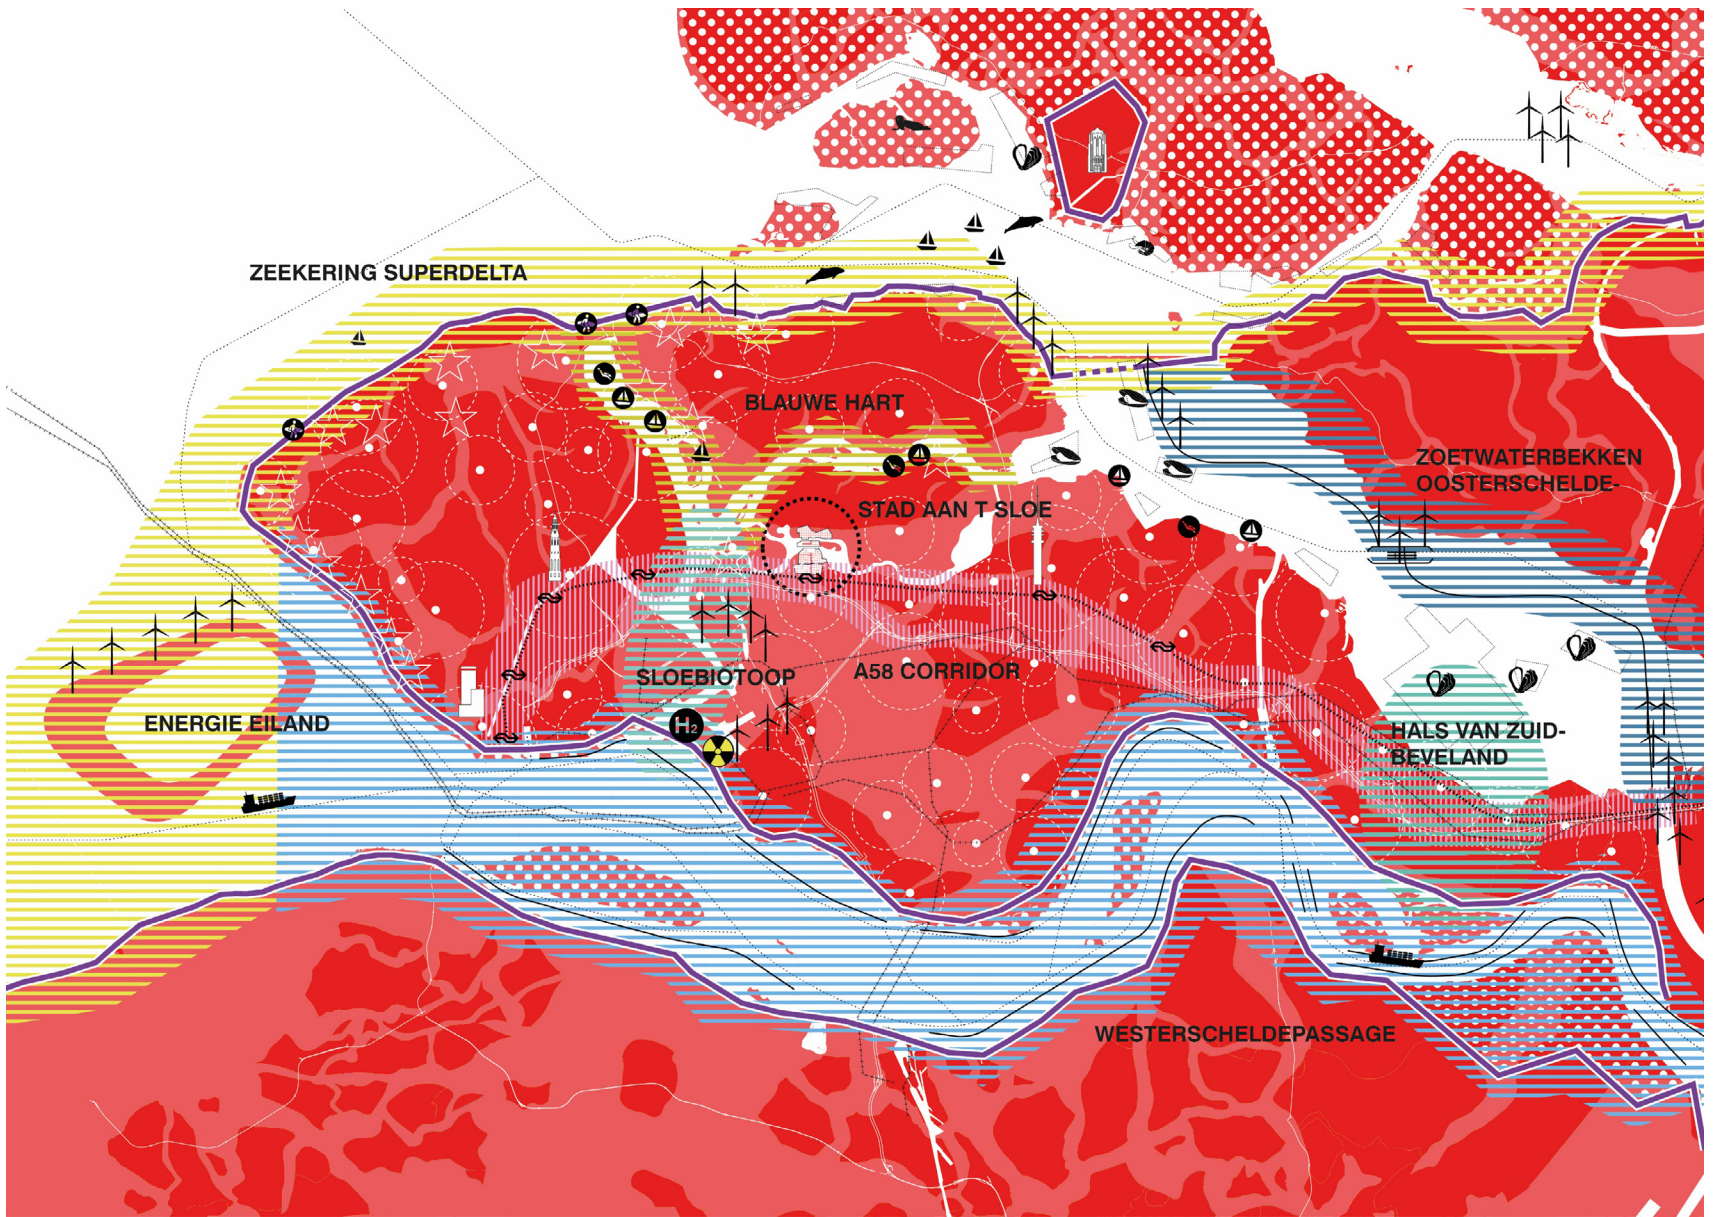 ZEEKERING SUPERDELTA
BLAUWE HART
ZOETWATERBEKKEN
OOSTERSCHELDE-
STAD AAN T SLOE
SLOEBIOTOOP
A58 CORRIDOR
ENERGIE EILAND
H2
HALS VAN ZUID-
BEVELAND
WESTERSCHELDEPASSAGE